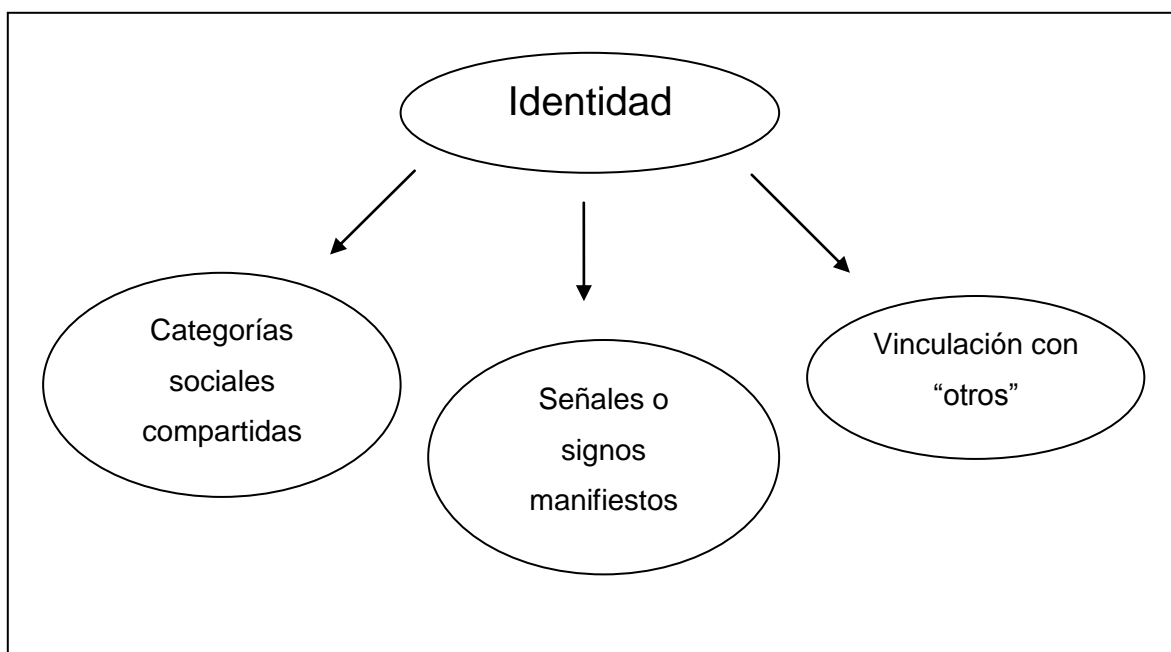 Identidad
Categorías
sociales
compartidas
Señales o
signos
manifiestos
Vinculación con
“otros”